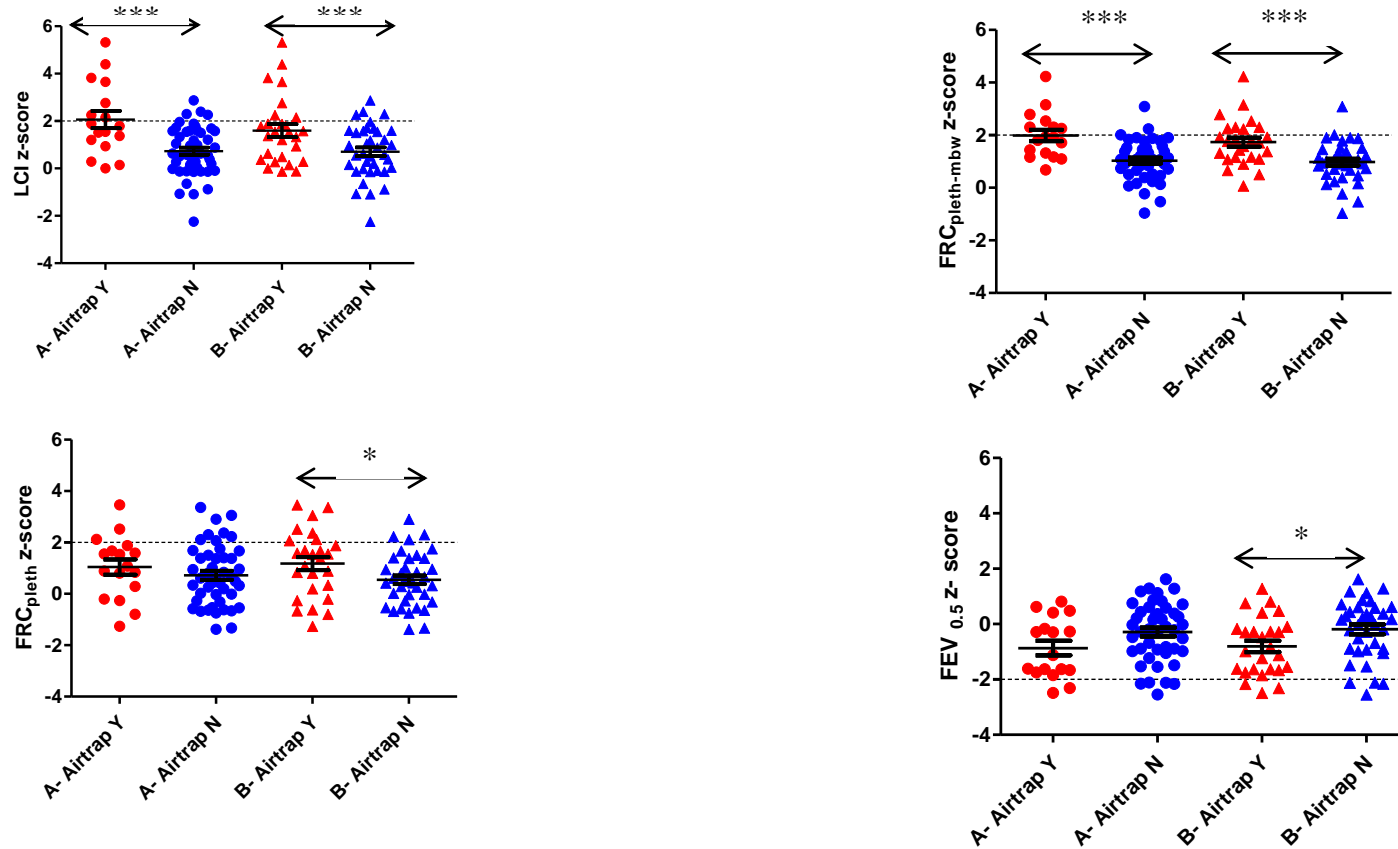 ***
***
6
4
2
0
-2
-4
LCI z-score
A- Airtrap Y
A- Airtrap N
B- Airtrap Y
B- Airtrap N
***
***
6
4
2
0
-2
-4
FRCpleth-mbw z-score
A- Airtrap Y
A- Airtrap N
B- Airtrap Y
B- Airtrap N
*
6
4
2
0
-2
-4
FRCpleth z-score
A- Airtrap Y
A- Airtrap N
B- Airtrap Y
B- Airtrap N
*
6
4
2
0
-2
-4
FEV 0.5 z- score
A- Airtrap Y
A- Airtrap N
B- Airtrap Y
B- Airtrap N